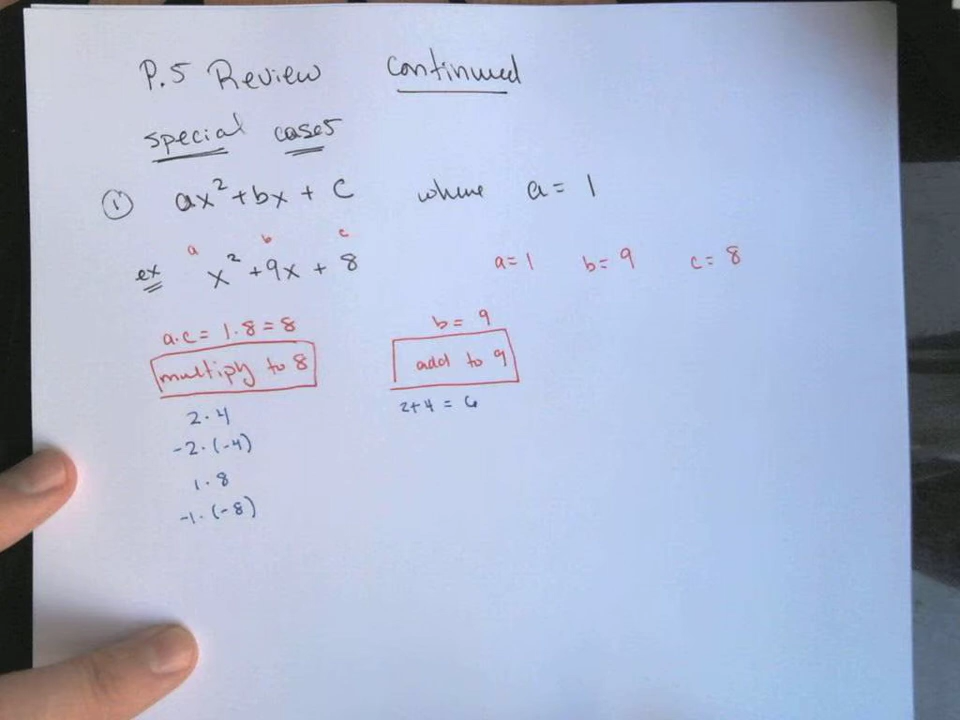 P.5 Review continued
special cases
① ax² + bx + c where a = 1
a b c
ex x² + 9x + 8 a = 1 b = 9 c = 8
a·c = 1·8 = 8 b = 9
multiply to 8 add to 9
2·4 2+4 = 6
-2·(-4)
1·8
-1·(-8)